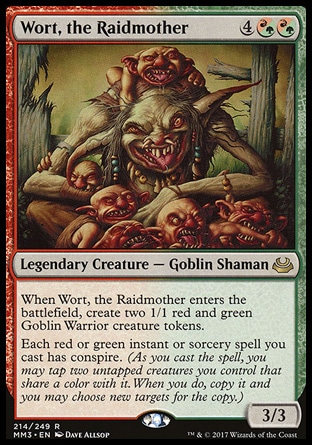 Wort, the Raidmother 4
Legendary Creature — Goblin Shaman
When Wort, the Raidmother enters the
battlefield, create two 1/1 red and green
Goblin Warrior creature tokens.
Each red or green instant or sorcery spell you
cast has conspire. (As you cast the spell, you
may tap two untapped creatures you control
that share a color with it. When you do, copy it and
you may choose new targets for the copy.)
3/3
214/249 R
MM3 • EN Dave Allsop
™ & © 2017 Wizards of the Coast